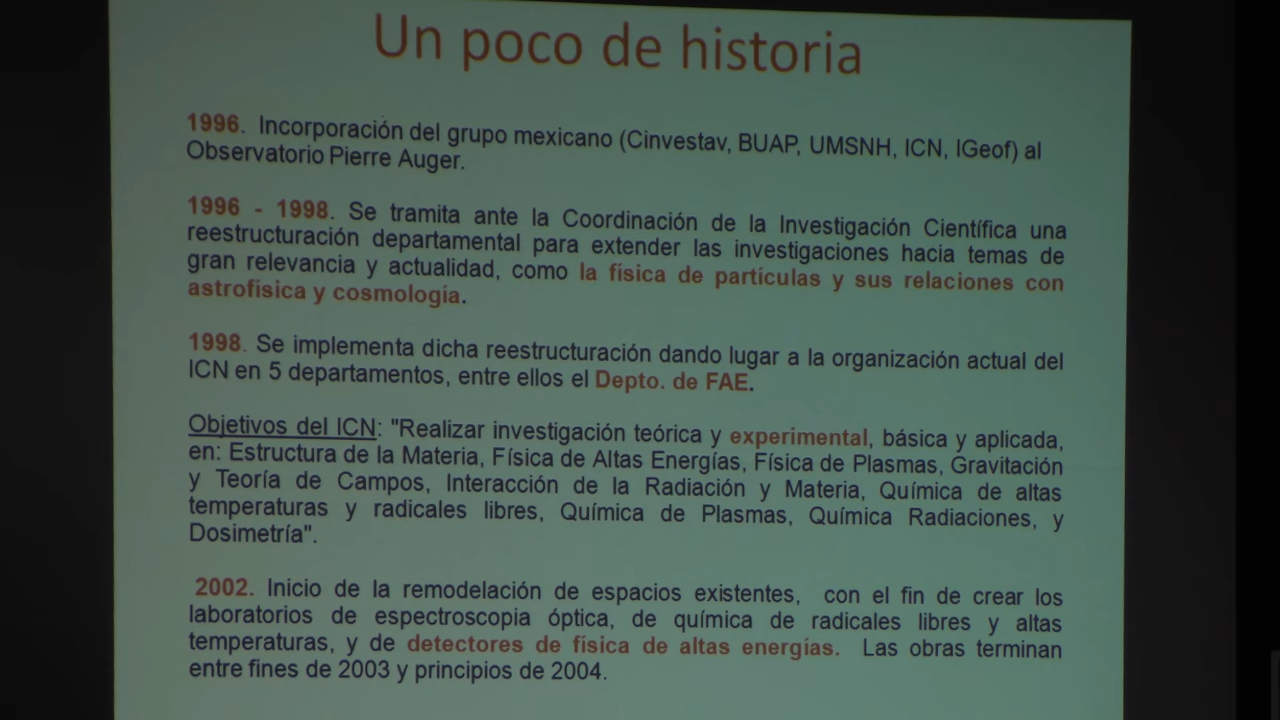 Un poco de historia
1996. Incorporación del grupo mexicano (Cinvestav, BUAP, UMSNH, ICN, IGeof) al
Observatorio Pierre Auger.
1996 - 1998. Se tramita ante la Coordinación de la Investigación Científica una
reestructuración departamental para extender las investigaciones hacia temas de
gran relevancia y actualidad, como la física de partículas y sus relaciones con
astrofísica y cosmología.
1998. Se implementa dicha reestructuración dando lugar a la organización actual del
ICN en 5 departamentos, entre ellos el Depto. de FAE.
Objetivos del ICN: "Realizar investigación teórica y experimental, básica y aplicada,
en: Estructura de la Materia, Física de Altas Energías, Física de Plasmas, Gravitación
y Teoría de Campos, Interacción de la Radiación y Materia, Química de altas
temperaturas y radicales libres, Química de Plasmas, Química Radiaciones, y
Dosimetría".
2002. Inicio de la remodelación de espacios existentes, con el fin de crear los
laboratorios de espectroscopia óptica, de química de radicales libres y altas
temperaturas, y de detectores de física de altas energías. Las obras terminan
entre fines de 2003 y principios de 2004.